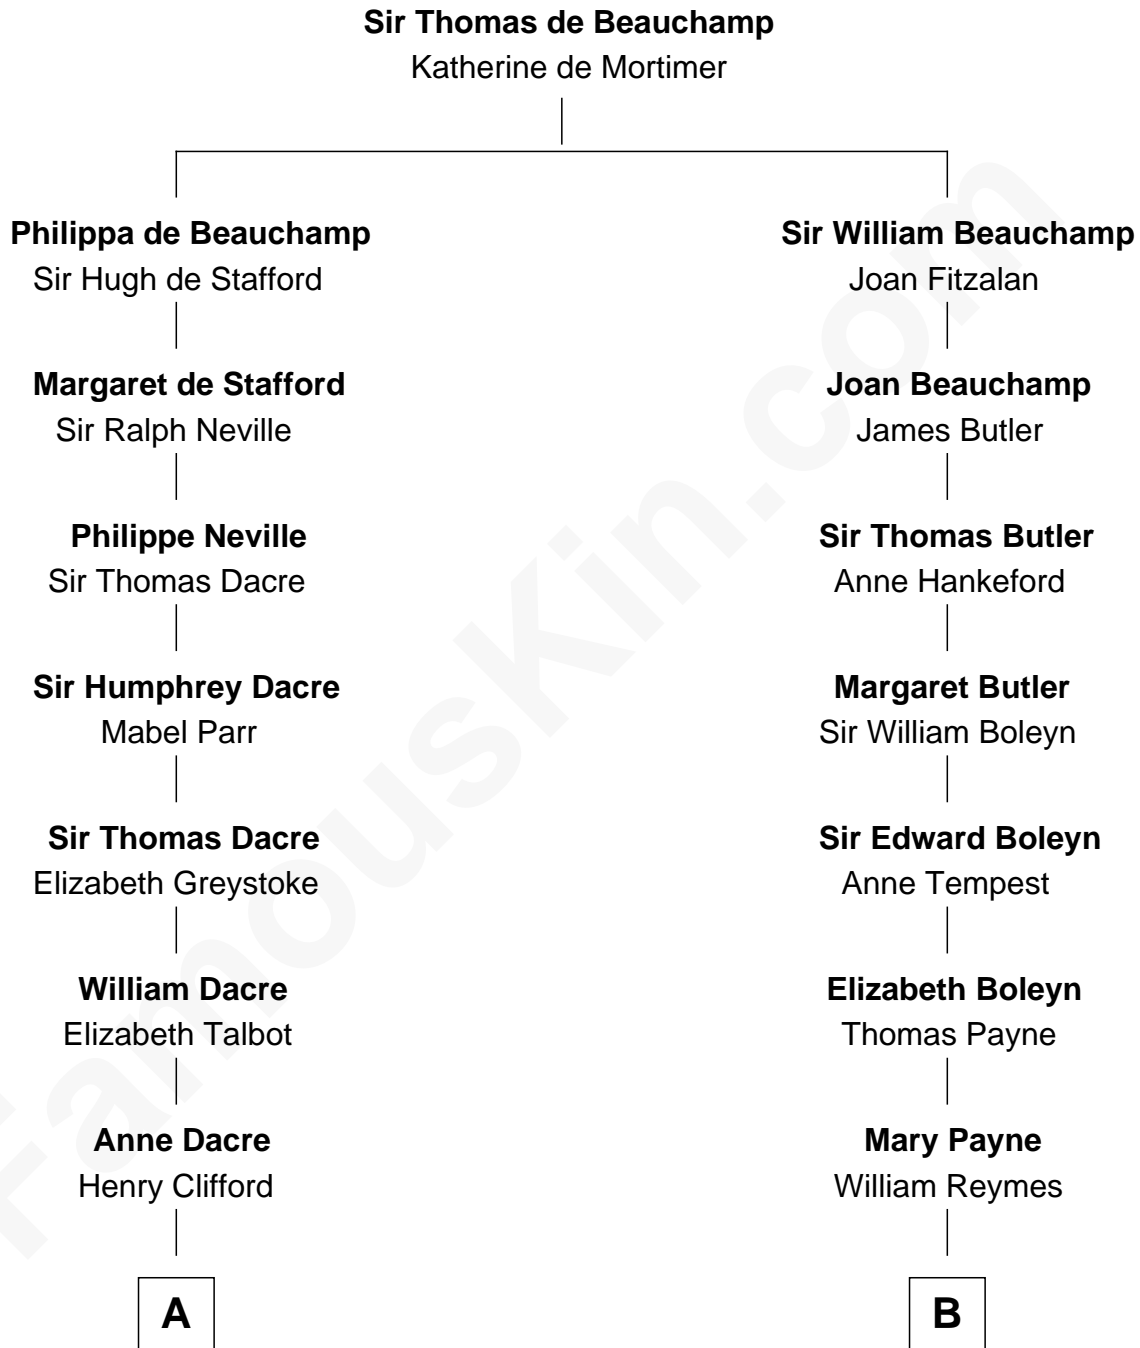 Sir Thomas de Beauchamp
Katherine de Mortimer
Philippa de Beauchamp
Sir Hugh de Stafford
Margaret de Stafford
Sir Ralph Neville
Philippe Neville
Sir Thomas Dacre
Sir Humphrey Dacre
Mabel Parr
Sir Thomas Dacre
Elizabeth Greystoke
William Dacre
Elizabeth Talbot
Anne Dacre
Henry Clifford
A
Sir William Beauchamp
Joan Fitzalan
Joan Beauchamp
James Butler
Sir Thomas Butler
Anne Hankeford
Margaret Butler
Sir William Boleyn
Sir Edward Boleyn
Anne Tempest
Elizabeth Boleyn
Thomas Payne
Mary Payne
William Reymes
B
FamousKin.com